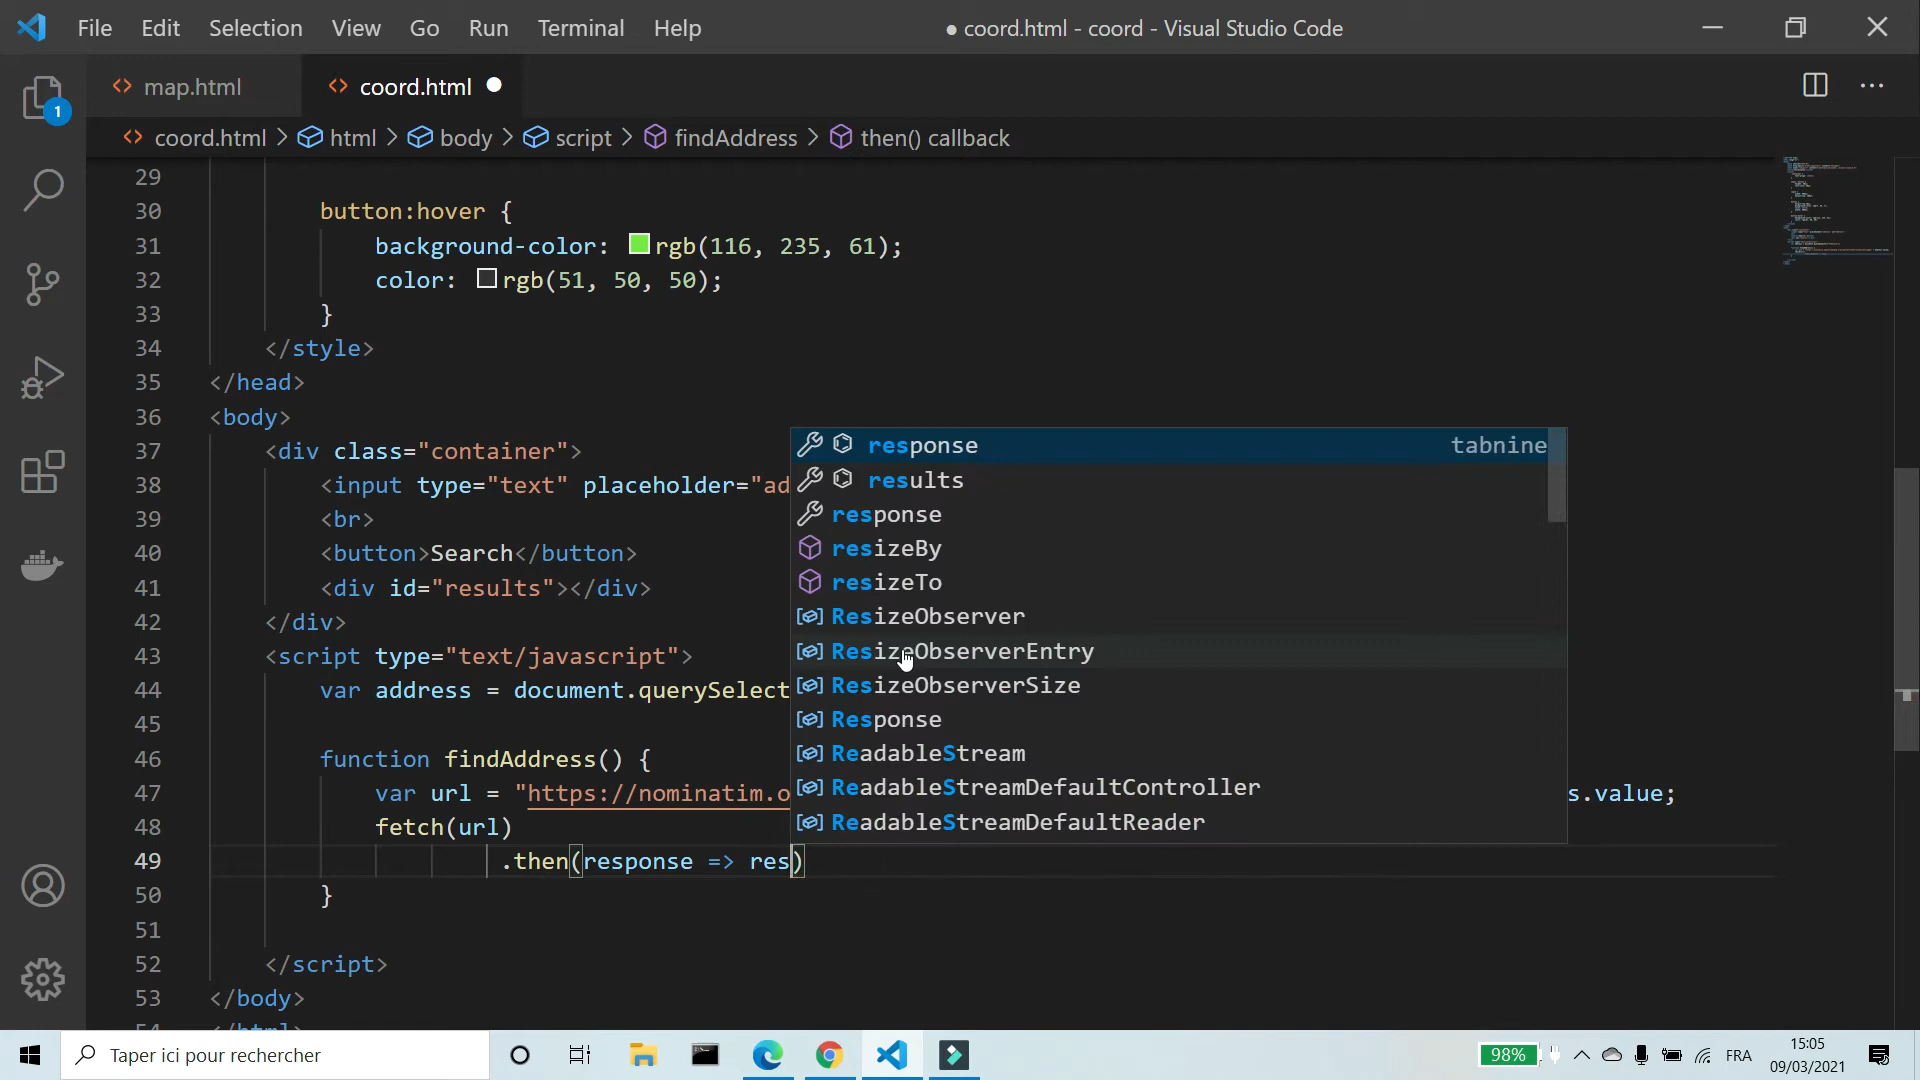 File Edit Selection View Go Run Terminal Help
● coord.html - coord - Visual Studio Code
1
map.html
coord.html
coord.html > html > body > script > findAddress > then() callback
29
30 button:hover {
31 background-color: rgb(116, 235, 61);
32 color: rgb(51, 50, 50);
33 }
34 </style>
35 </head>
36 <body>
37 <div class="container">
38 <input type="text" placeholder="ad
39 <br>
40 <button>Search</button>
41 <div id="results"></div>
42 </div>
43 <script type="text/javascript">
44 var address = document.querySelect
45
46 function findAddress() {
47 var url = "https://nominatim.o s.value;
48 fetch(url)
49 .then(response => res)
50 }
51
52 </script>
53 </body>
54 </html>
response tabnine
results
response
resizeBy
resizeTo
ResizeObserver
ResizeObserverEntry
ResizeObserverSize
Response
ReadableStream
ReadableStreamDefaultController
ReadableStreamDefaultReader
Taper ici pour rechercher
98%
FRA
15:05
09/03/2021